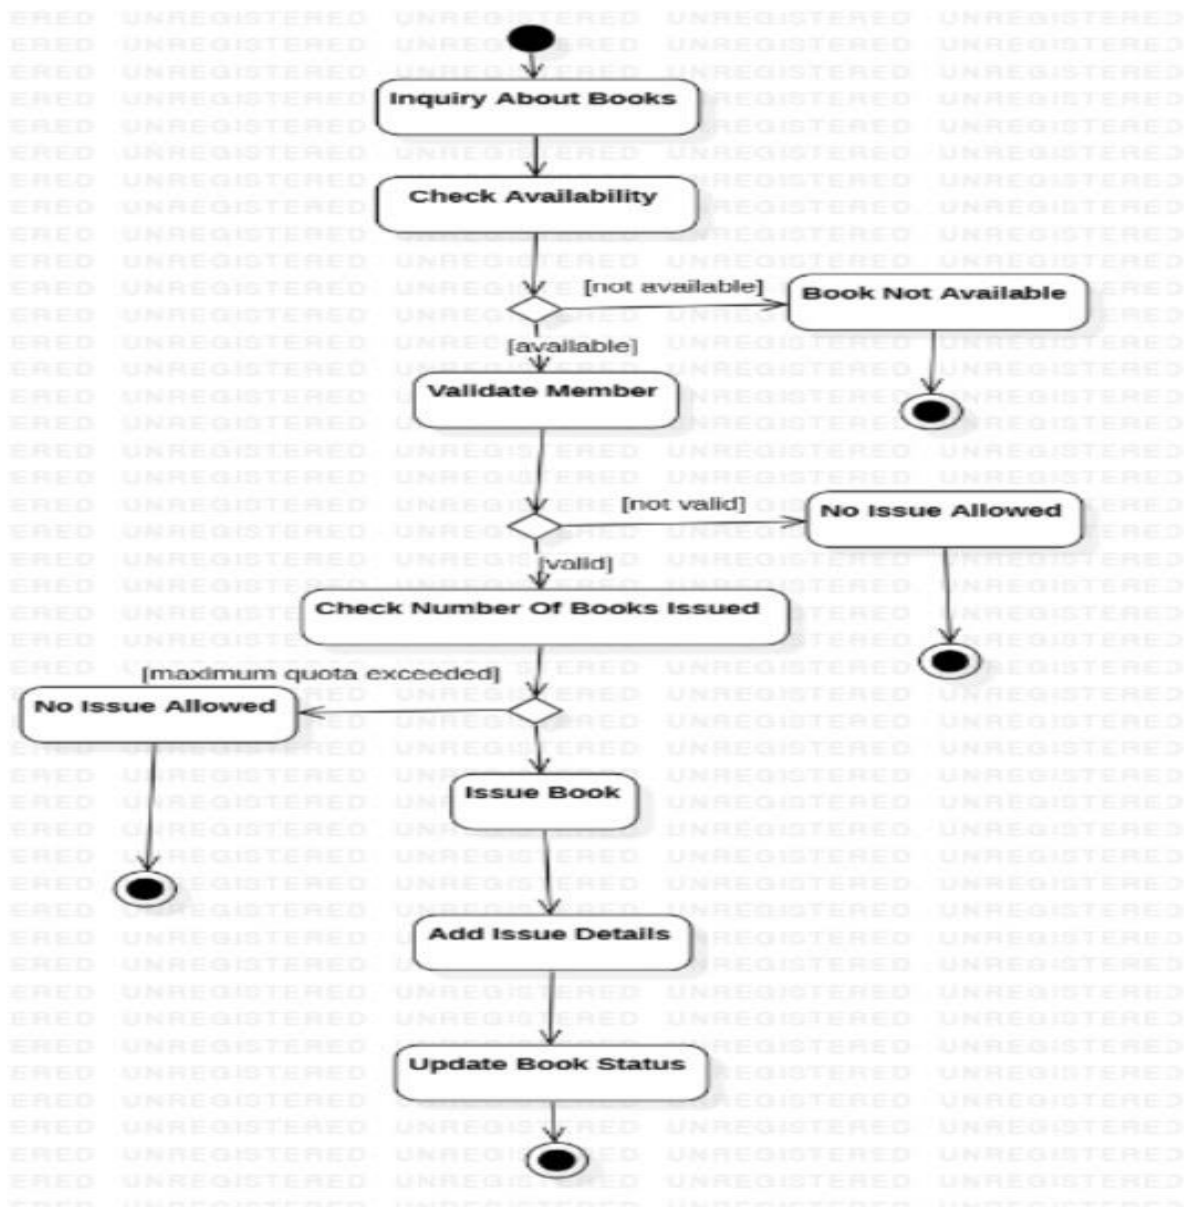 Inquiry About Books
Check Availability
[not available]
Book Not Available
[available]
Validate Member
[not valid]
No Issue Allowed
[valid]
Check Number Of Books Issued
[maximum quota exceeded]
No Issue Allowed
Issue Book
Add Issue Details
Update Book Status
UNREGISTERED